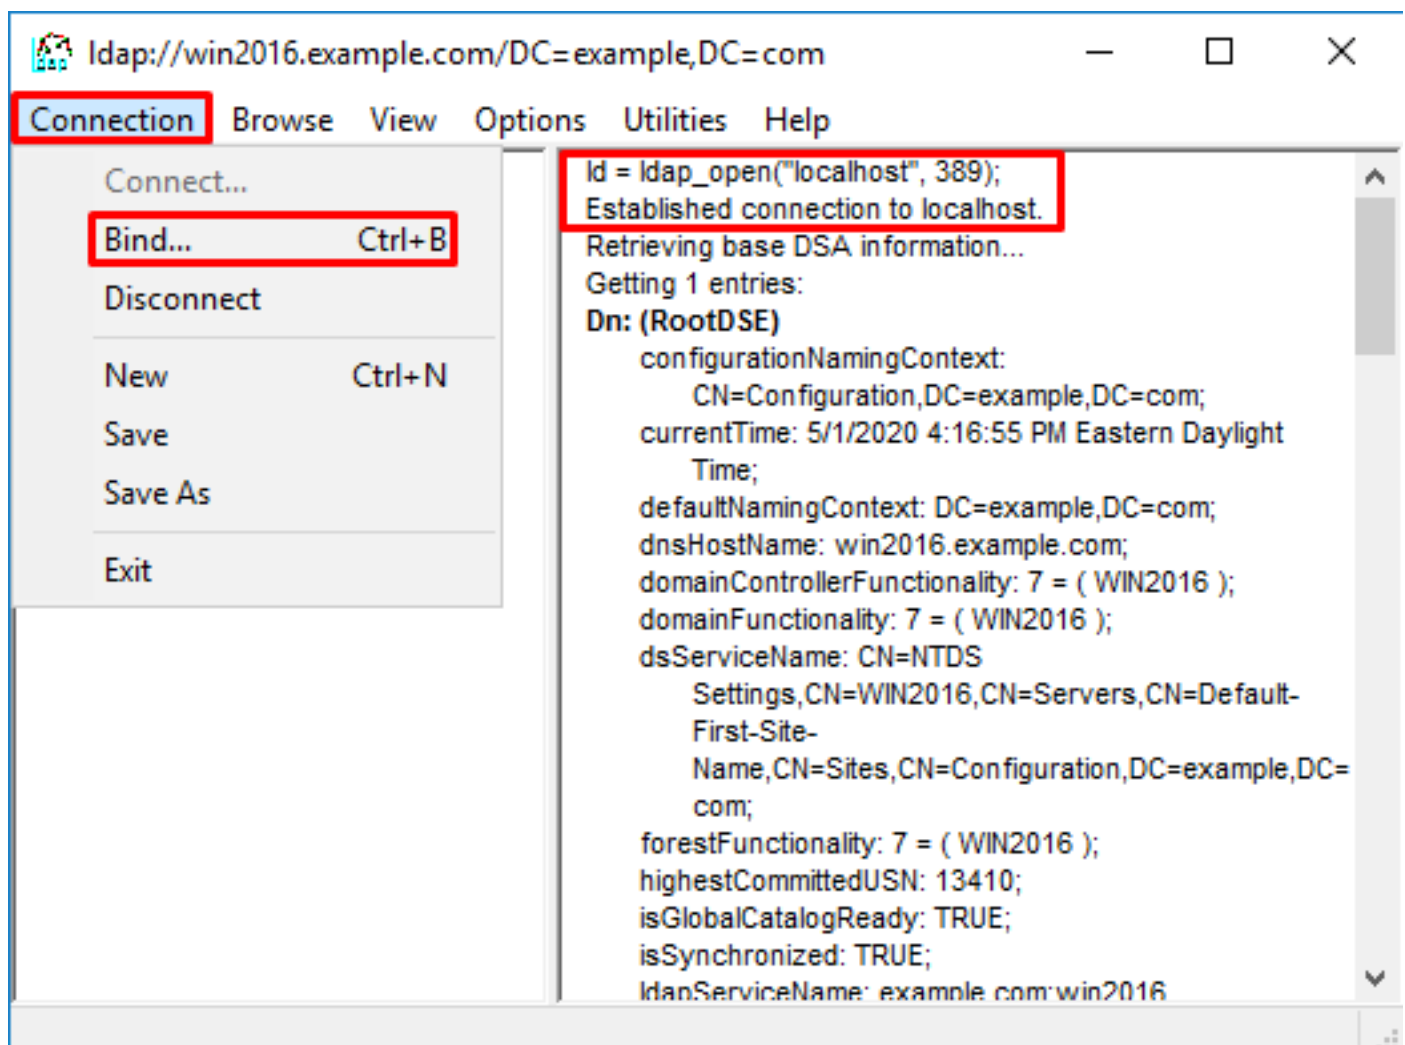 ldap://win2016.example.com/DC=example,DC=com
Connection Browse View Options Utilities Help
Connect...
Bind... Ctrl+B
Disconnect
New Ctrl+N
Save
Save As
Exit
ld = ldap_open("localhost", 389);
Established connection to localhost.
Retrieving base DSA information...
Getting 1 entries:
Dn: (RootDSE)
configurationNamingContext:
CN=Configuration,DC=example,DC=com;
currentTime: 5/1/2020 4:16:55 PM Eastern Daylight
Time;
defaultNamingContext: DC=example,DC=com;
dnsHostName: win2016.example.com;
domainControllerFunctionality: 7 = ( WIN2016 );
domainFunctionality: 7 = ( WIN2016 );
dsServiceName: CN=NTDS
Settings,CN=WIN2016,CN=Servers,CN=Default-
First-Site-
Name,CN=Sites,CN=Configuration,DC=example,DC=
com;
forestFunctionality: 7 = ( WIN2016 );
highestCommittedUSN: 13410;
isGlobalCatalogReady: TRUE;
isSynchronized: TRUE;
ldapServiceName: example.com:win2016